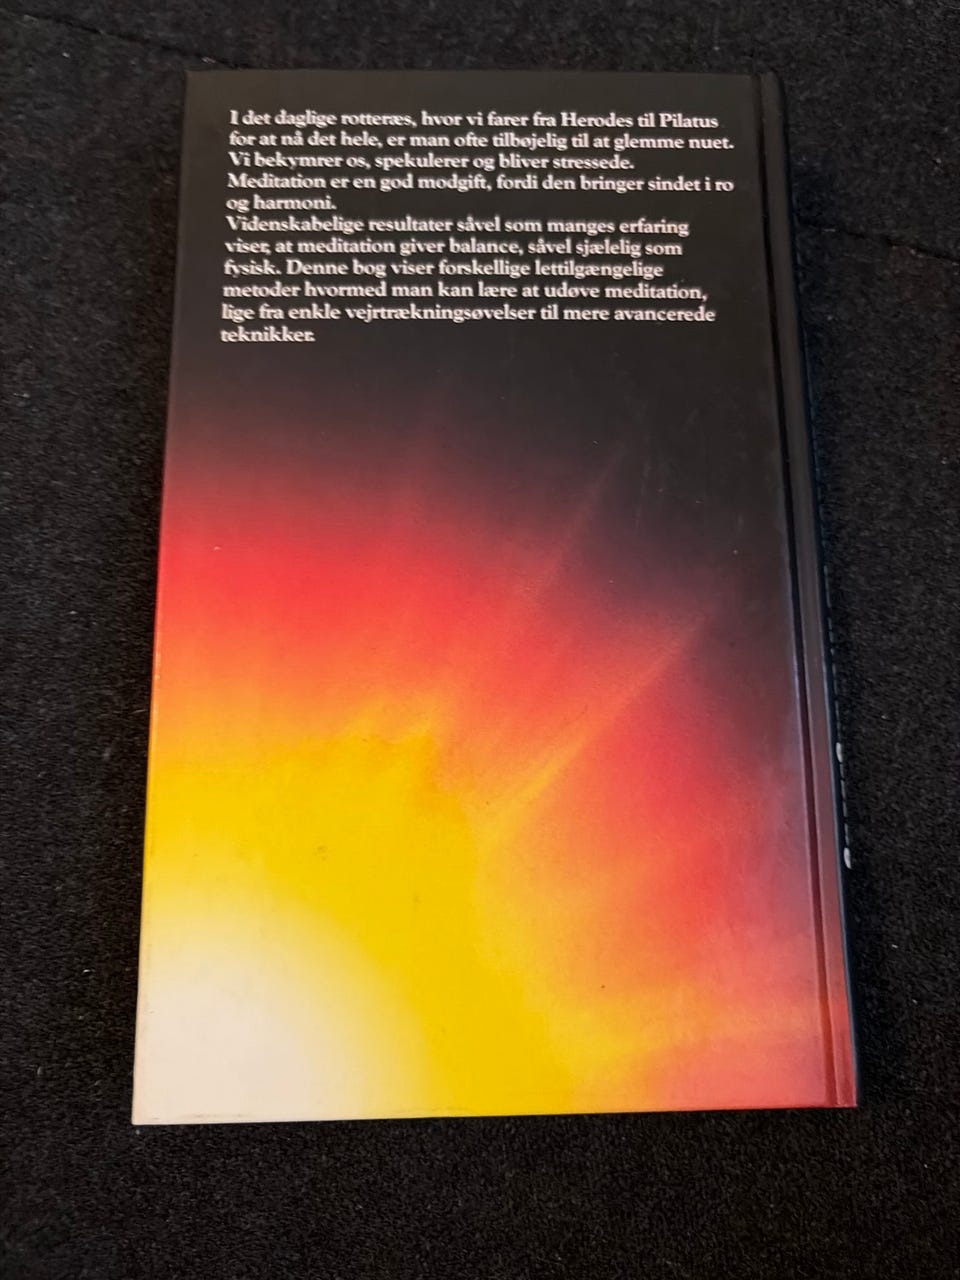 I det daglige rotteræs, hvor vi farer fra Herodes til Pilatus
for at nå det hele, er man ofte tilbøjelig til at glemme nuet.
Vi bekymrer os, spekulerer og bliver stressede.
Meditation er en god modgift, fordi den bringer sindet i ro
og harmoni.
Videnskabelige resultater såvel som manges erfaring
viser, at meditation giver balance, såvel sjælelig som
fysisk. Denne bog viser forskellige lettilgængelige
metoder hvormed man kan lære at udøve meditation,
lige fra enkle vejrtrækningsøvelser til mere avancerede
teknikker.